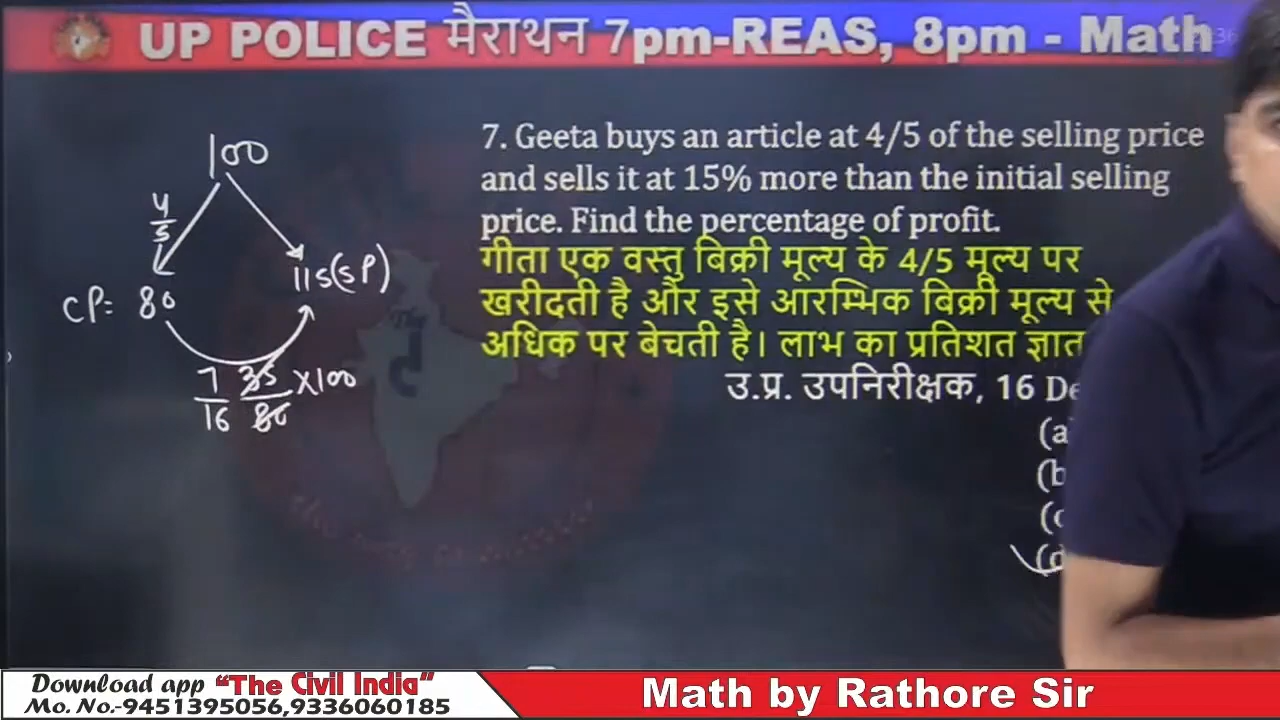 UP POLICE मैराथन 7pm-REAS, 8pm - Math
100
4/5
115(SP)
CP= 80
7/16 35/80 X100
7. Geeta buys an article at 4/5 of the selling price
and sells it at 15% more than the initial selling
price. Find the percentage of profit.
गीता एक वस्तु बिक्री मूल्य के 4/5 मूल्य पर
खरीदती है और इसे आरम्भिक बिक्री मूल्य से
अधिक पर बेचती है। लाभ का प्रतिशत ज्ञात
उ.प्र. उपनिरीक्षक, 16 De
(a
(b
(c
(d
Download app "The Civil India"
Mo. No.-9451395056,9336060185
Math by Rathore Sir